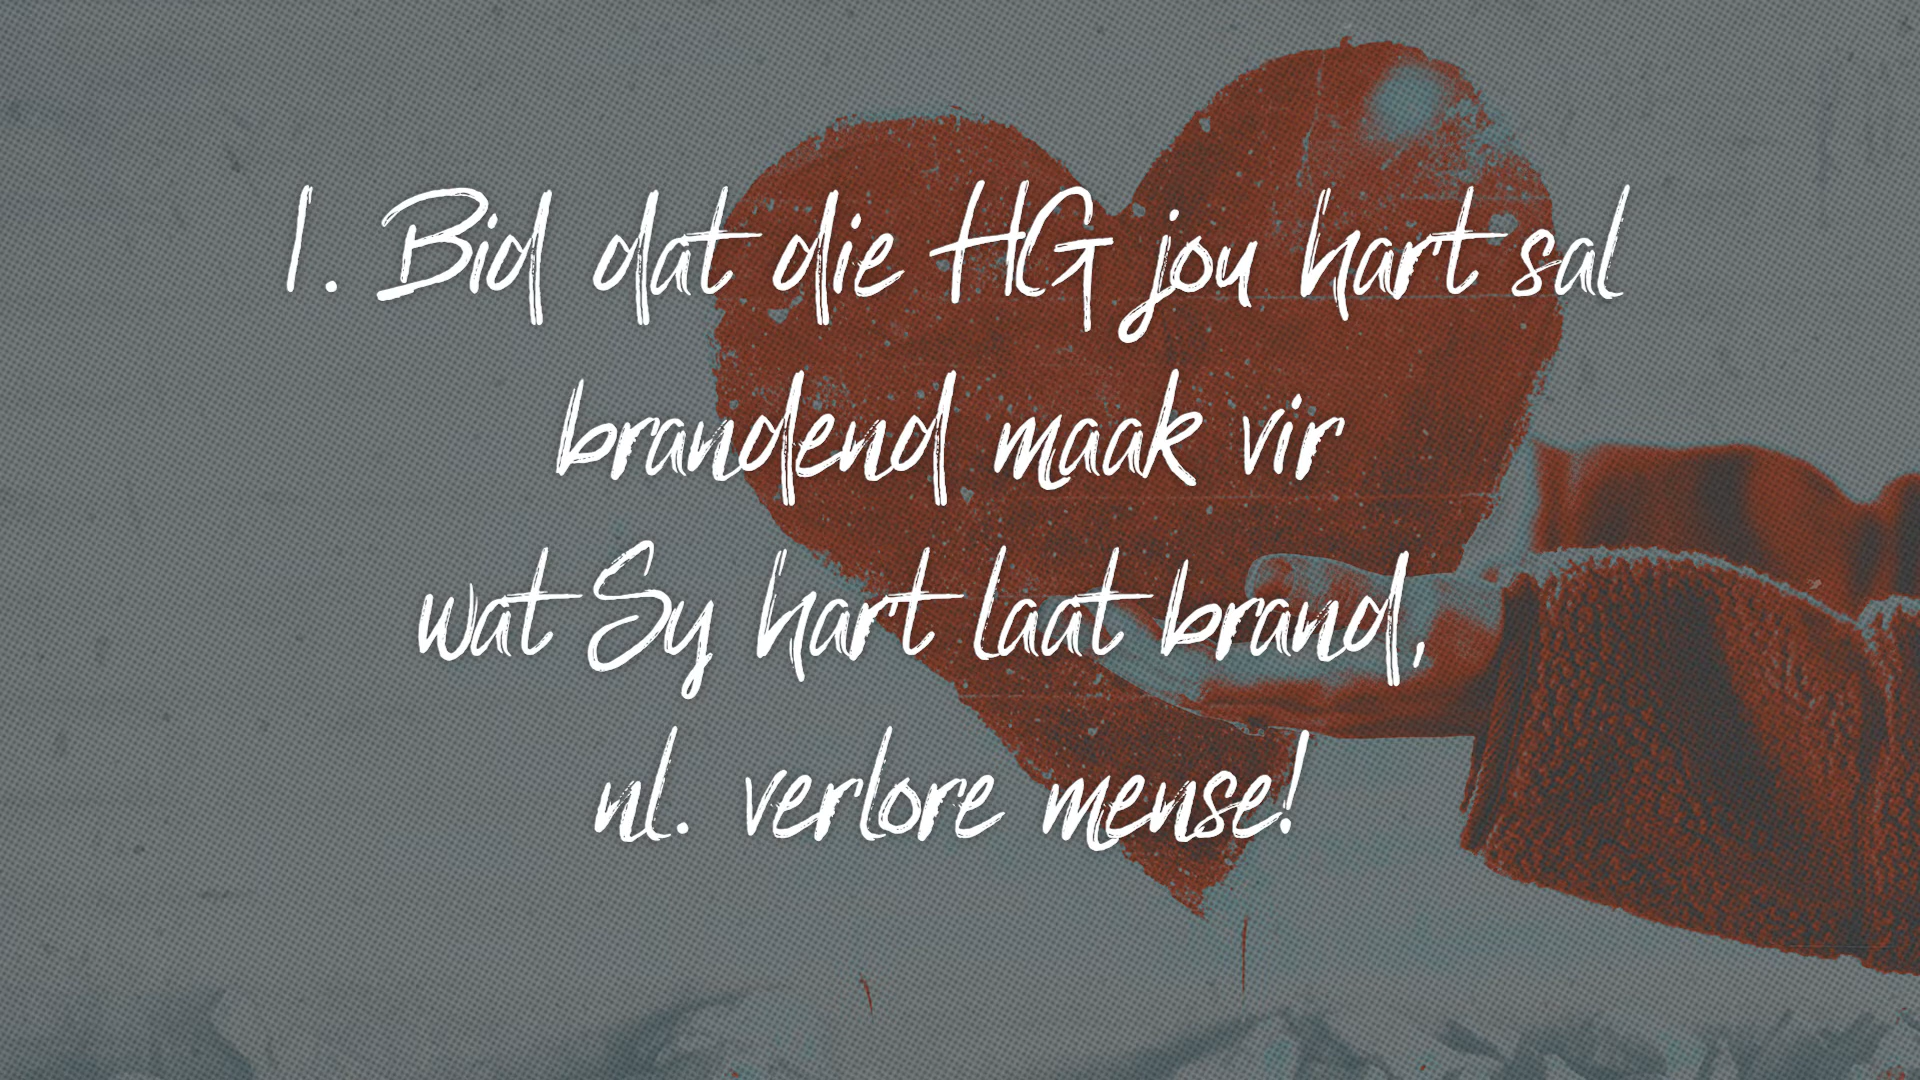 1. Bid dat die HG jou hart sal
brandend maak vir
wat Sy hart laat brand,
nl. verlore mense!